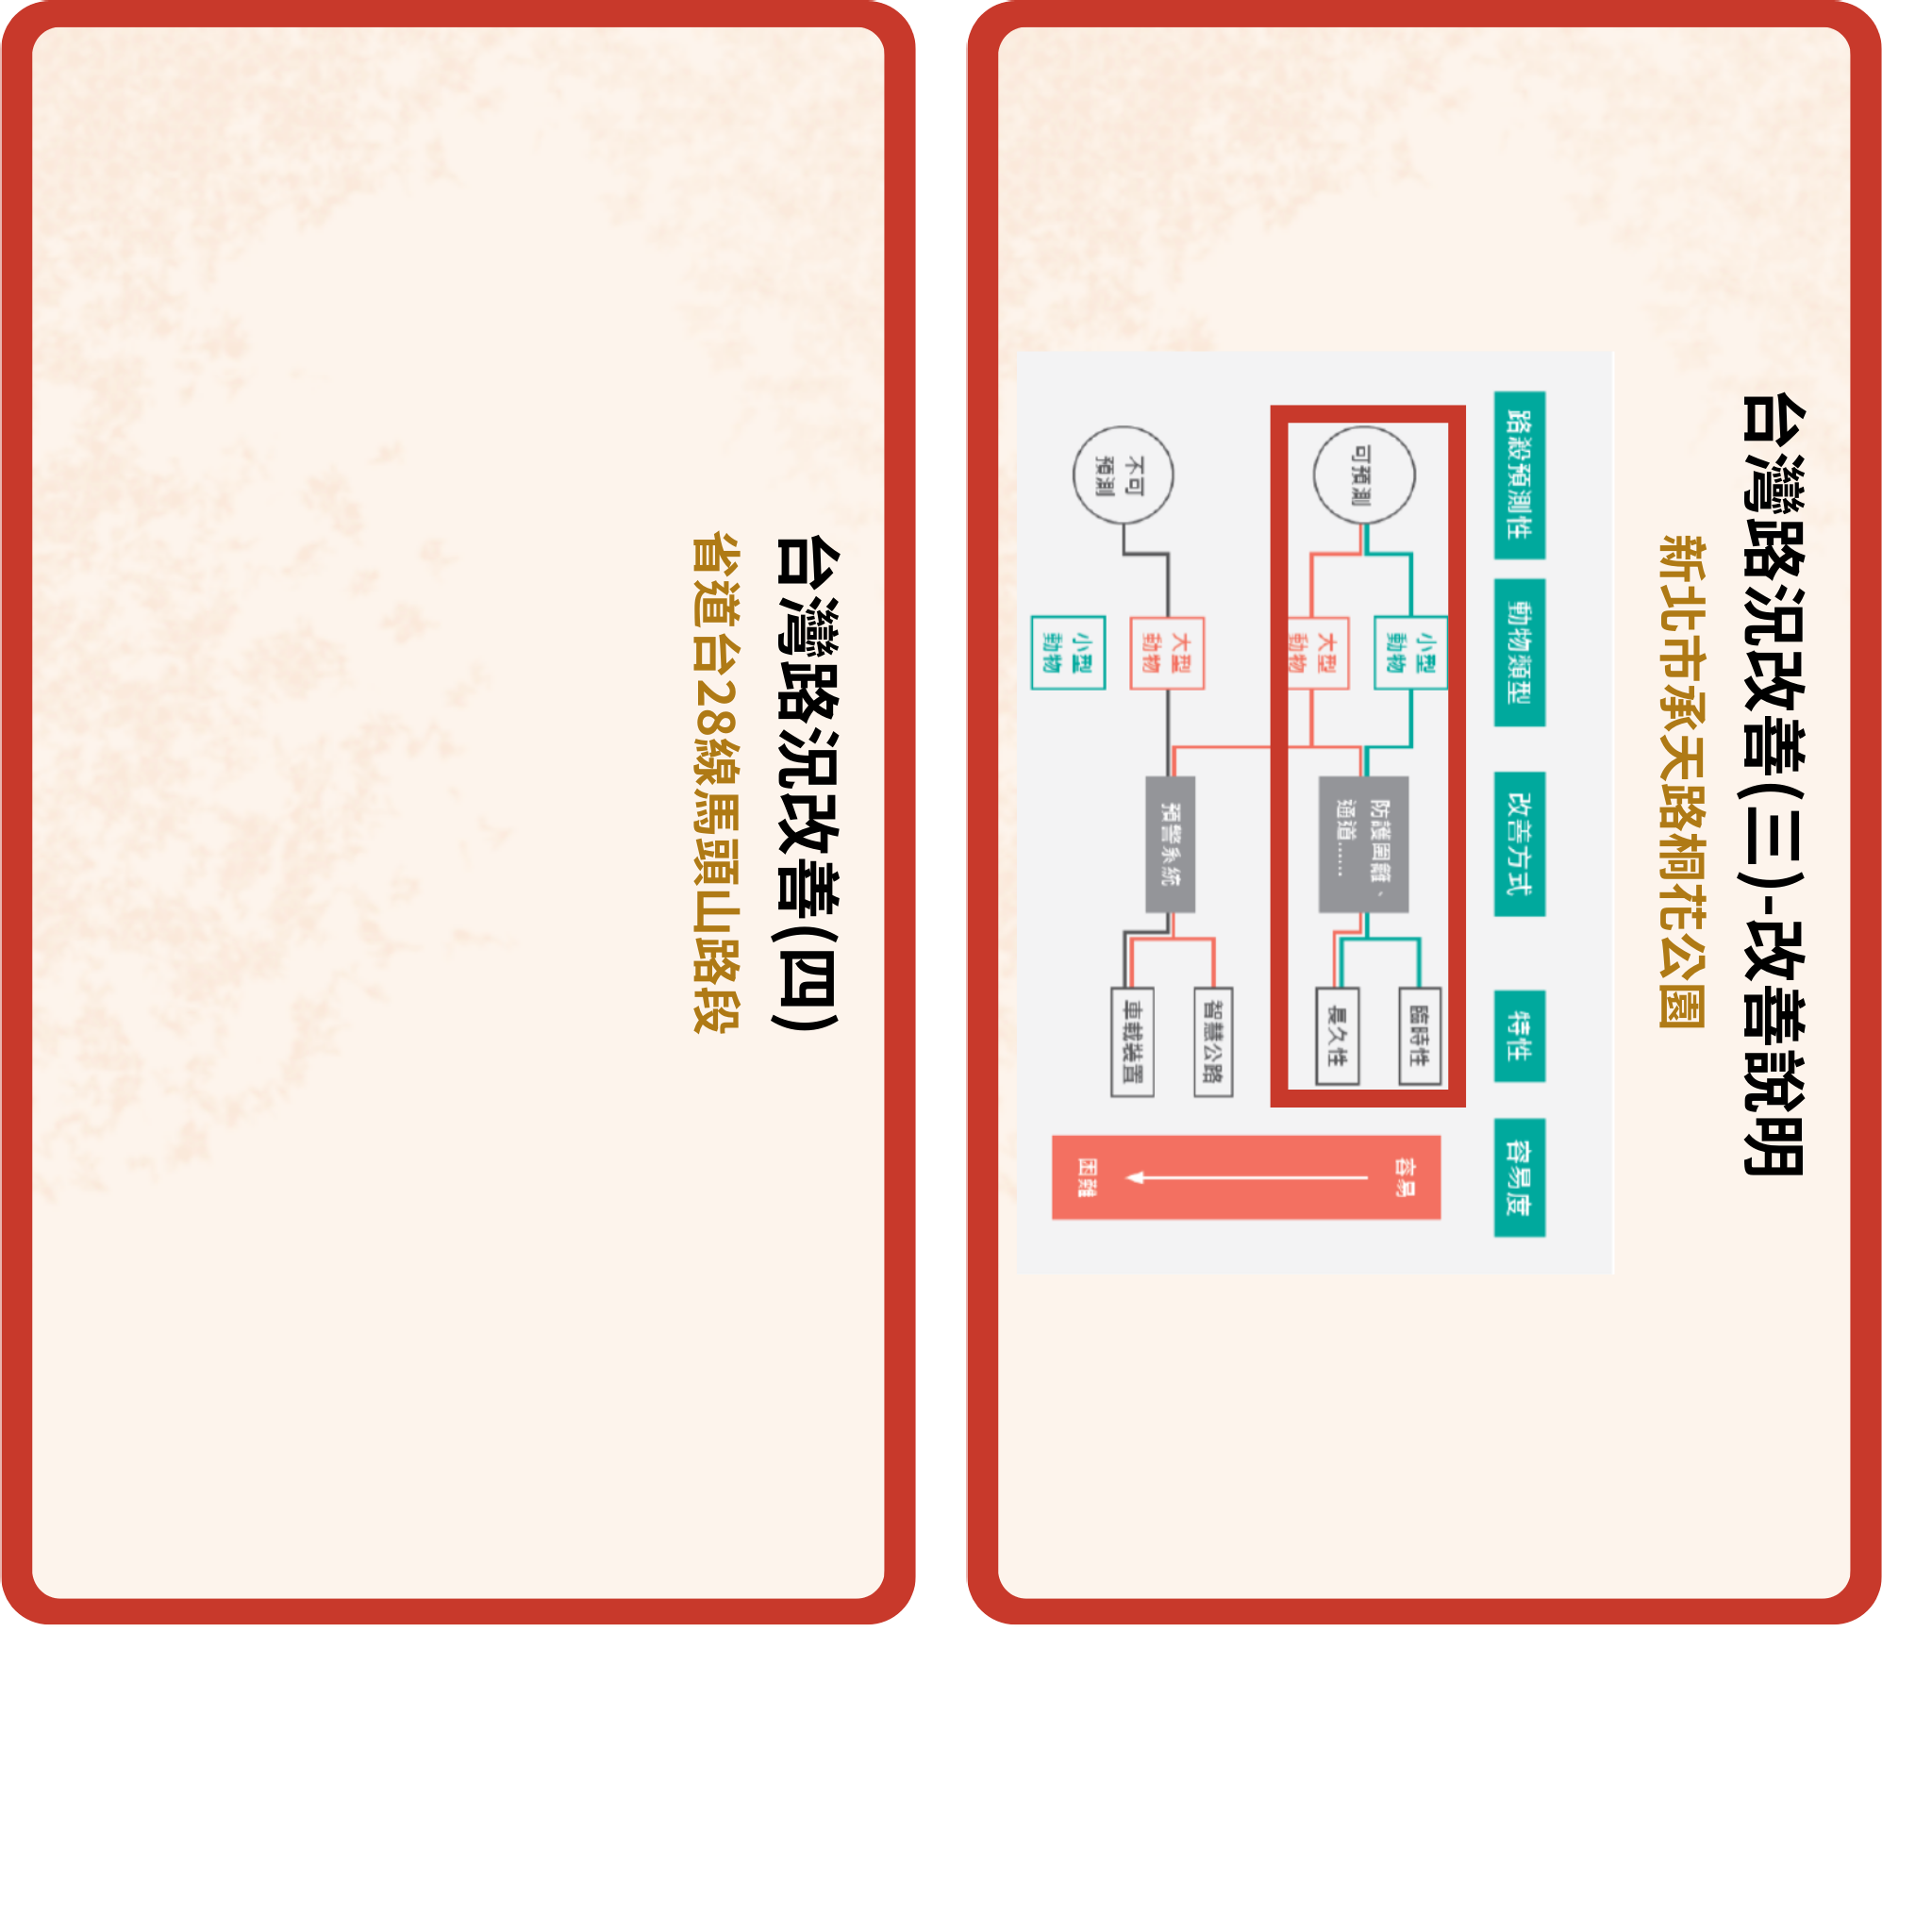 台灣路況改善(三)-改善說明
新北市承天路桐花公園
路殺預測性
動物類型
改善方式
特性
容易度
可預測
小型
動物
大型
動物
防護圍籬、
通道……
臨時性
長久性
容易
不可
預測
大型
動物
小型
動物
預警系統
智慧公路
車載裝置
困難
台灣路況改善(四)
省道台28線馬頭山路段